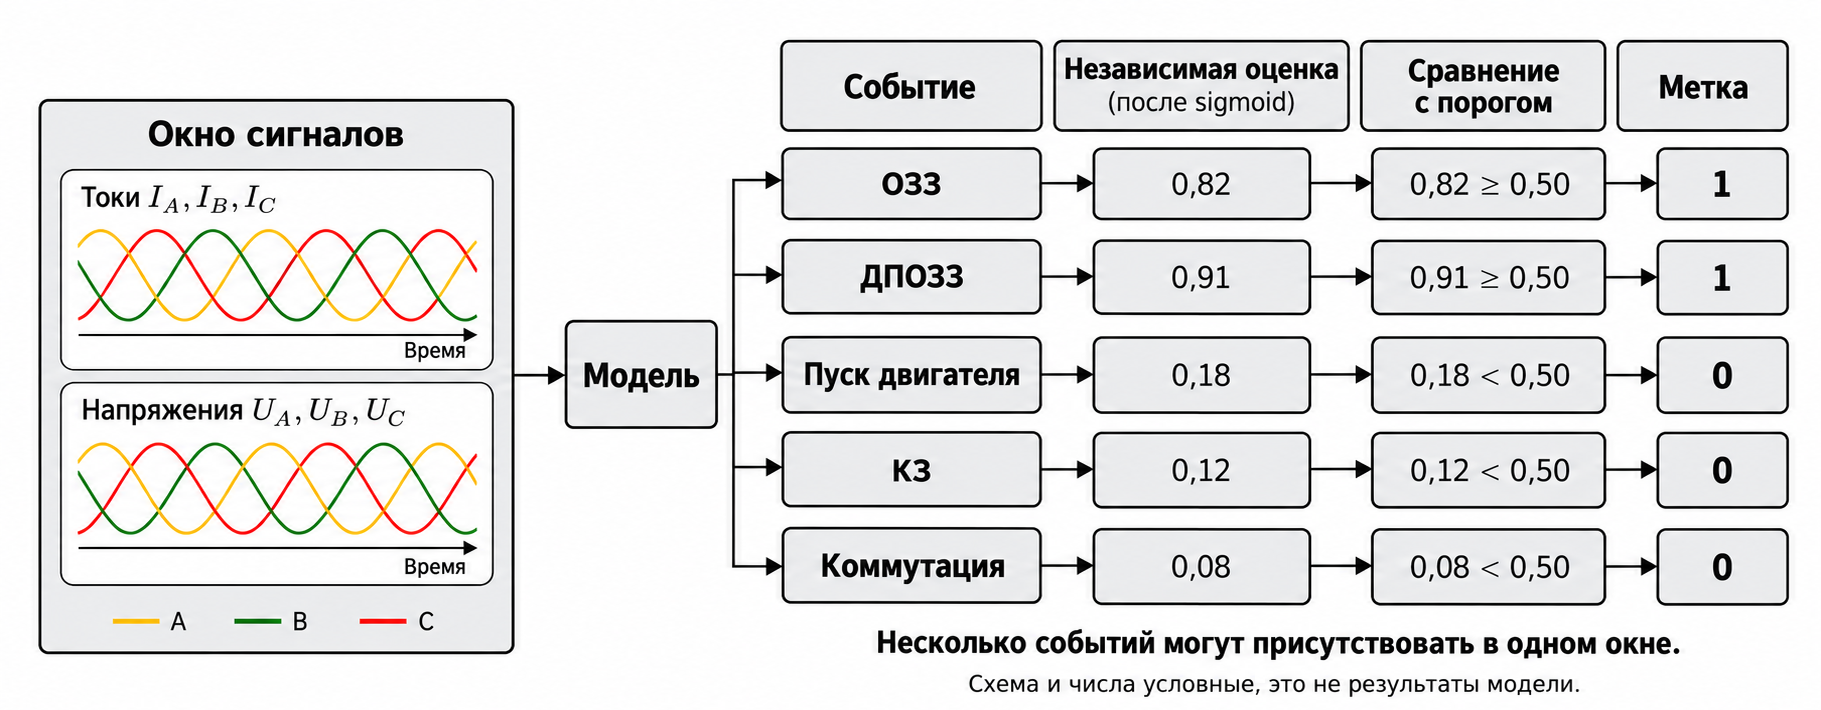 Окно сигналов
Токи I_A, I_B, I_C
Время
Напряжения U_A, U_B, U_C
Время
A B C
Модель
Событие
Независимая оценка
(после sigmoid)
Сравнение
с порогом
Метка
ОЗЗ 0,82 0,82 ≥ 0,50 1
ДПОЗЗ 0,91 0,91 ≥ 0,50 1
Пуск двигателя 0,18 0,18 < 0,50 0
КЗ 0,12 0,12 < 0,50 0
Коммутация 0,08 0,08 < 0,50 0
Несколько событий могут присутствовать в одном окне.
Схема и числа условные, это не результаты модели.